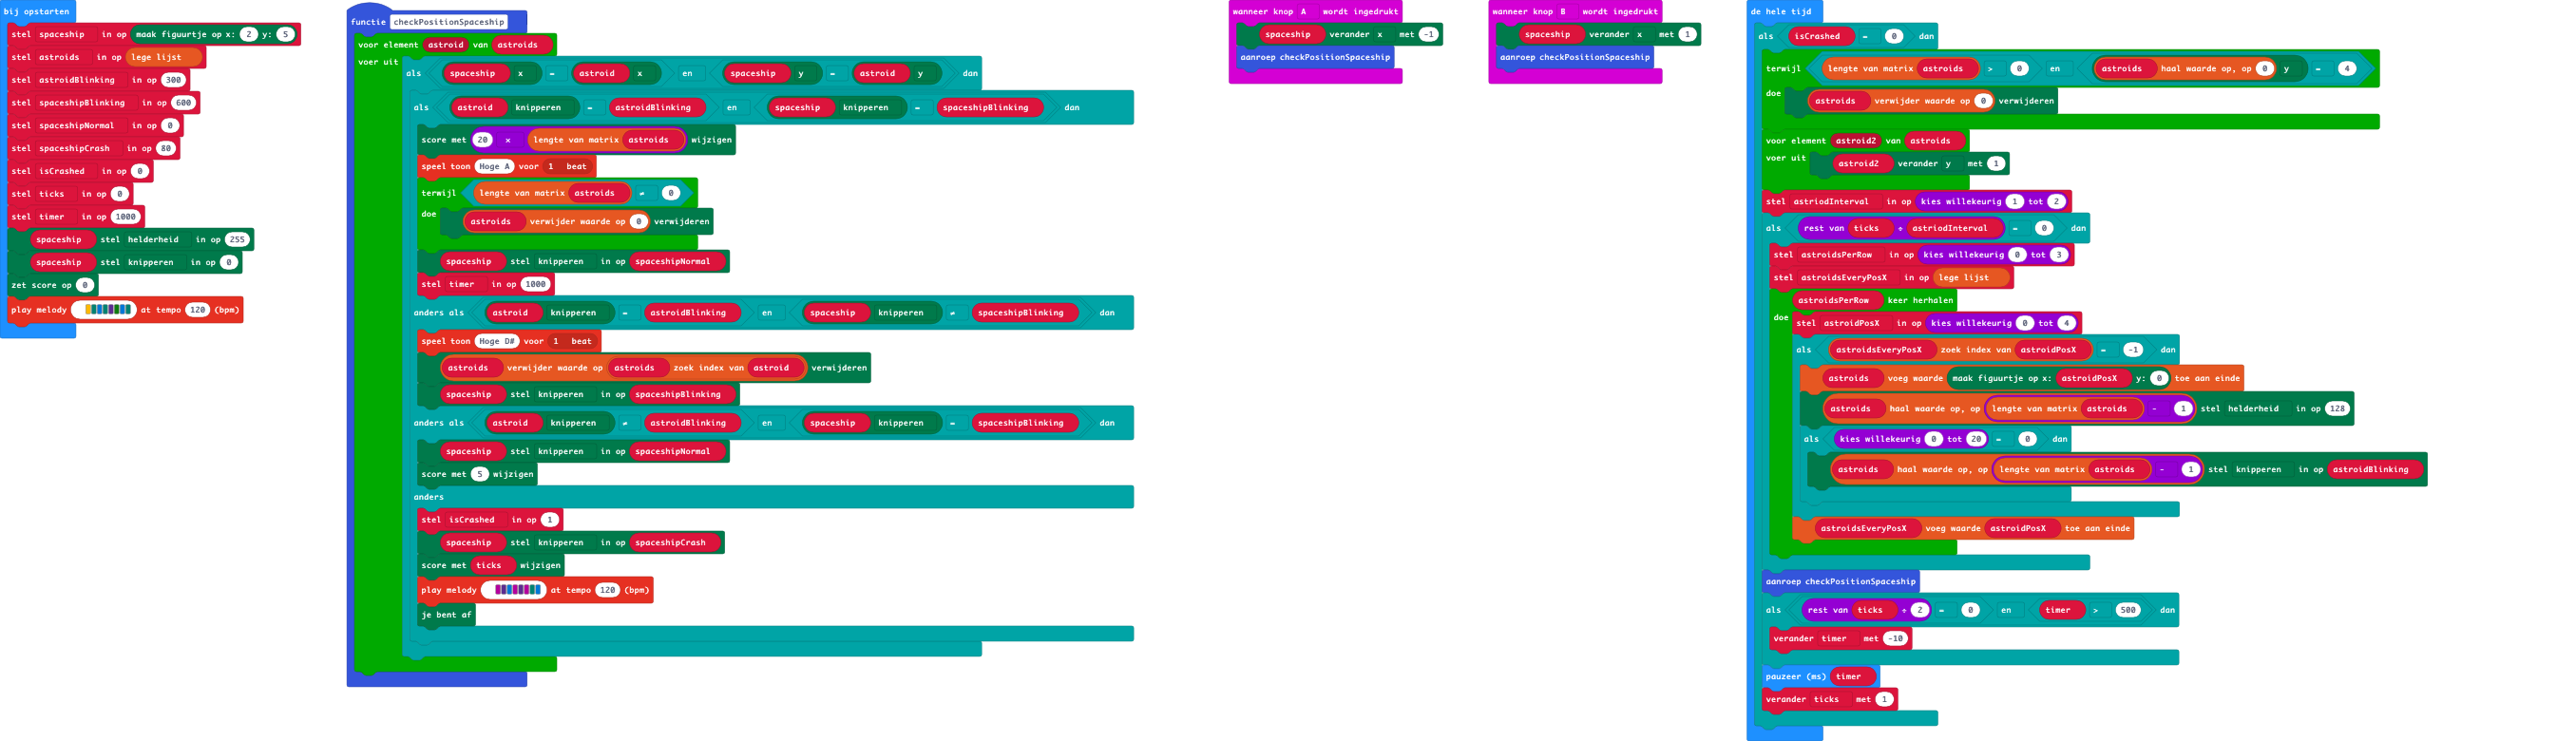 bij opstarten
stel spaceship in op maak figuurtje op x: 2 y: 5
stel astroids in op lege lijst
stel astroidBlinking in op 300
stel spaceshipBlinking in op 600
stel spaceshipNormal in op 0
stel spaceshipCrash in op 80
stel isCrashed in op 0
stel ticks in op 0
stel timer in op 1000
spaceship stel helderheid in op 255
spaceship stel knipperen in op 0
zet score op 0
play melody at tempo 120 (bpm)
functie checkPositionSpaceship
voor element astroid van astroids
voer uit
als spaceship x = astroid x en spaceship y = astroid y dan
als astroid knipperen = astroidBlinking en spaceship knipperen = spaceshipBlinking dan
score met 20 × lengte van matrix astroids wijzigen
speel toon Hoge A voor 1 beat
terwijl lengte van matrix astroids ≠ 0
doe astroids verwijder waarde op 0 verwijderen
spaceship stel knipperen in op spaceshipNormal
stel timer in op 1000
anders als astroid knipperen = astroidBlinking en spaceship knipperen ≠ spaceshipBlinking dan
speel toon Hoge D# voor 1 beat
astroids verwijder waarde op astroids zoek index van astroid verwijderen
spaceship stel knipperen in op spaceshipBlinking
anders als astroid knipperen ≠ astroidBlinking en spaceship knipperen = spaceshipBlinking dan
spaceship stel knipperen in op spaceshipNormal
score met 5 wijzigen
anders
stel isCrashed in op 1
spaceship stel knipperen in op spaceshipCrash
score met ticks wijzigen
play melody at tempo 120 (bpm)
je bent af
wanneer knop A wordt ingedrukt
spaceship verander x met -1
aanroep checkPositionSpaceship
wanneer knop B wordt ingedrukt
spaceship verander x met 1
aanroep checkPositionSpaceship
de hele tijd
als isCrashed = 0 dan
terwijl lengte van matrix astroids > 0 en astroids haal waarde op, op 0 y = 4
doe astroids verwijder waarde op 0 verwijderen
voor element astroid2 van astroids
voer uit astroid2 verander y met 1
stel astriodInterval in op kies willekeurig 1 tot 2
als rest van ticks ÷ astriodInterval = 0 dan
stel astroidsPerRow in op kies willekeurig 0 tot 3
stel astroidsEveryPosX in op lege lijst
astroidsPerRow keer herhalen
doe stel astroidPosX in op kies willekeurig 0 tot 4
als astroidsEveryPosX zoek index van astroidPosX = -1 dan
astroids voeg waarde maak figuurtje op x: astroidPosX y: 0 toe aan einde
astroids haal waarde op, op lengte van matrix astroids - 1 stel helderheid in op 128
als kies willekeurig 0 tot 20 = 0 dan
astroids haal waarde op, op lengte van matrix astroids - 1 stel knipperen in op astroidBlinking
astroidsEveryPosX voeg waarde astroidPosX toe aan einde
aanroep checkPositionSpaceship
als rest van ticks ÷ 2 = 0 en timer > 500 dan
verander timer met -10
pauzeer (ms) timer
verander ticks met 1